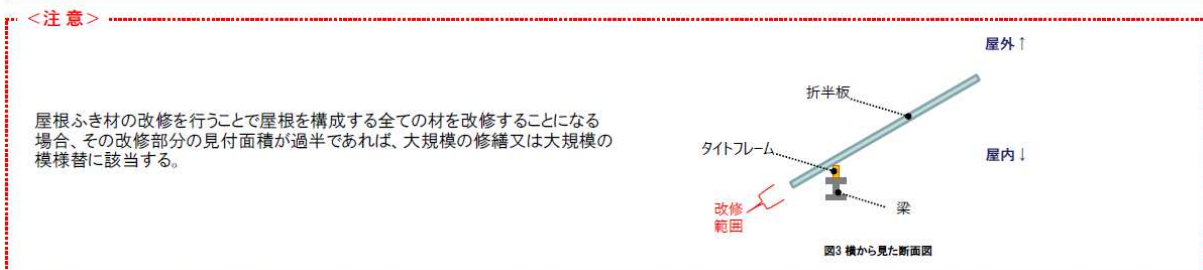 <注 意>
屋根ふき材の改修を行うことで屋根を構成する全ての材を改修することになる
場合、その改修部分の見付面積が過半であれば、大規模の修繕又は大規模の
模様替に該当する。
屋外↑
折半板
タイトフレーム
屋内↓
梁
改修
範囲
図3 横から見た断面図